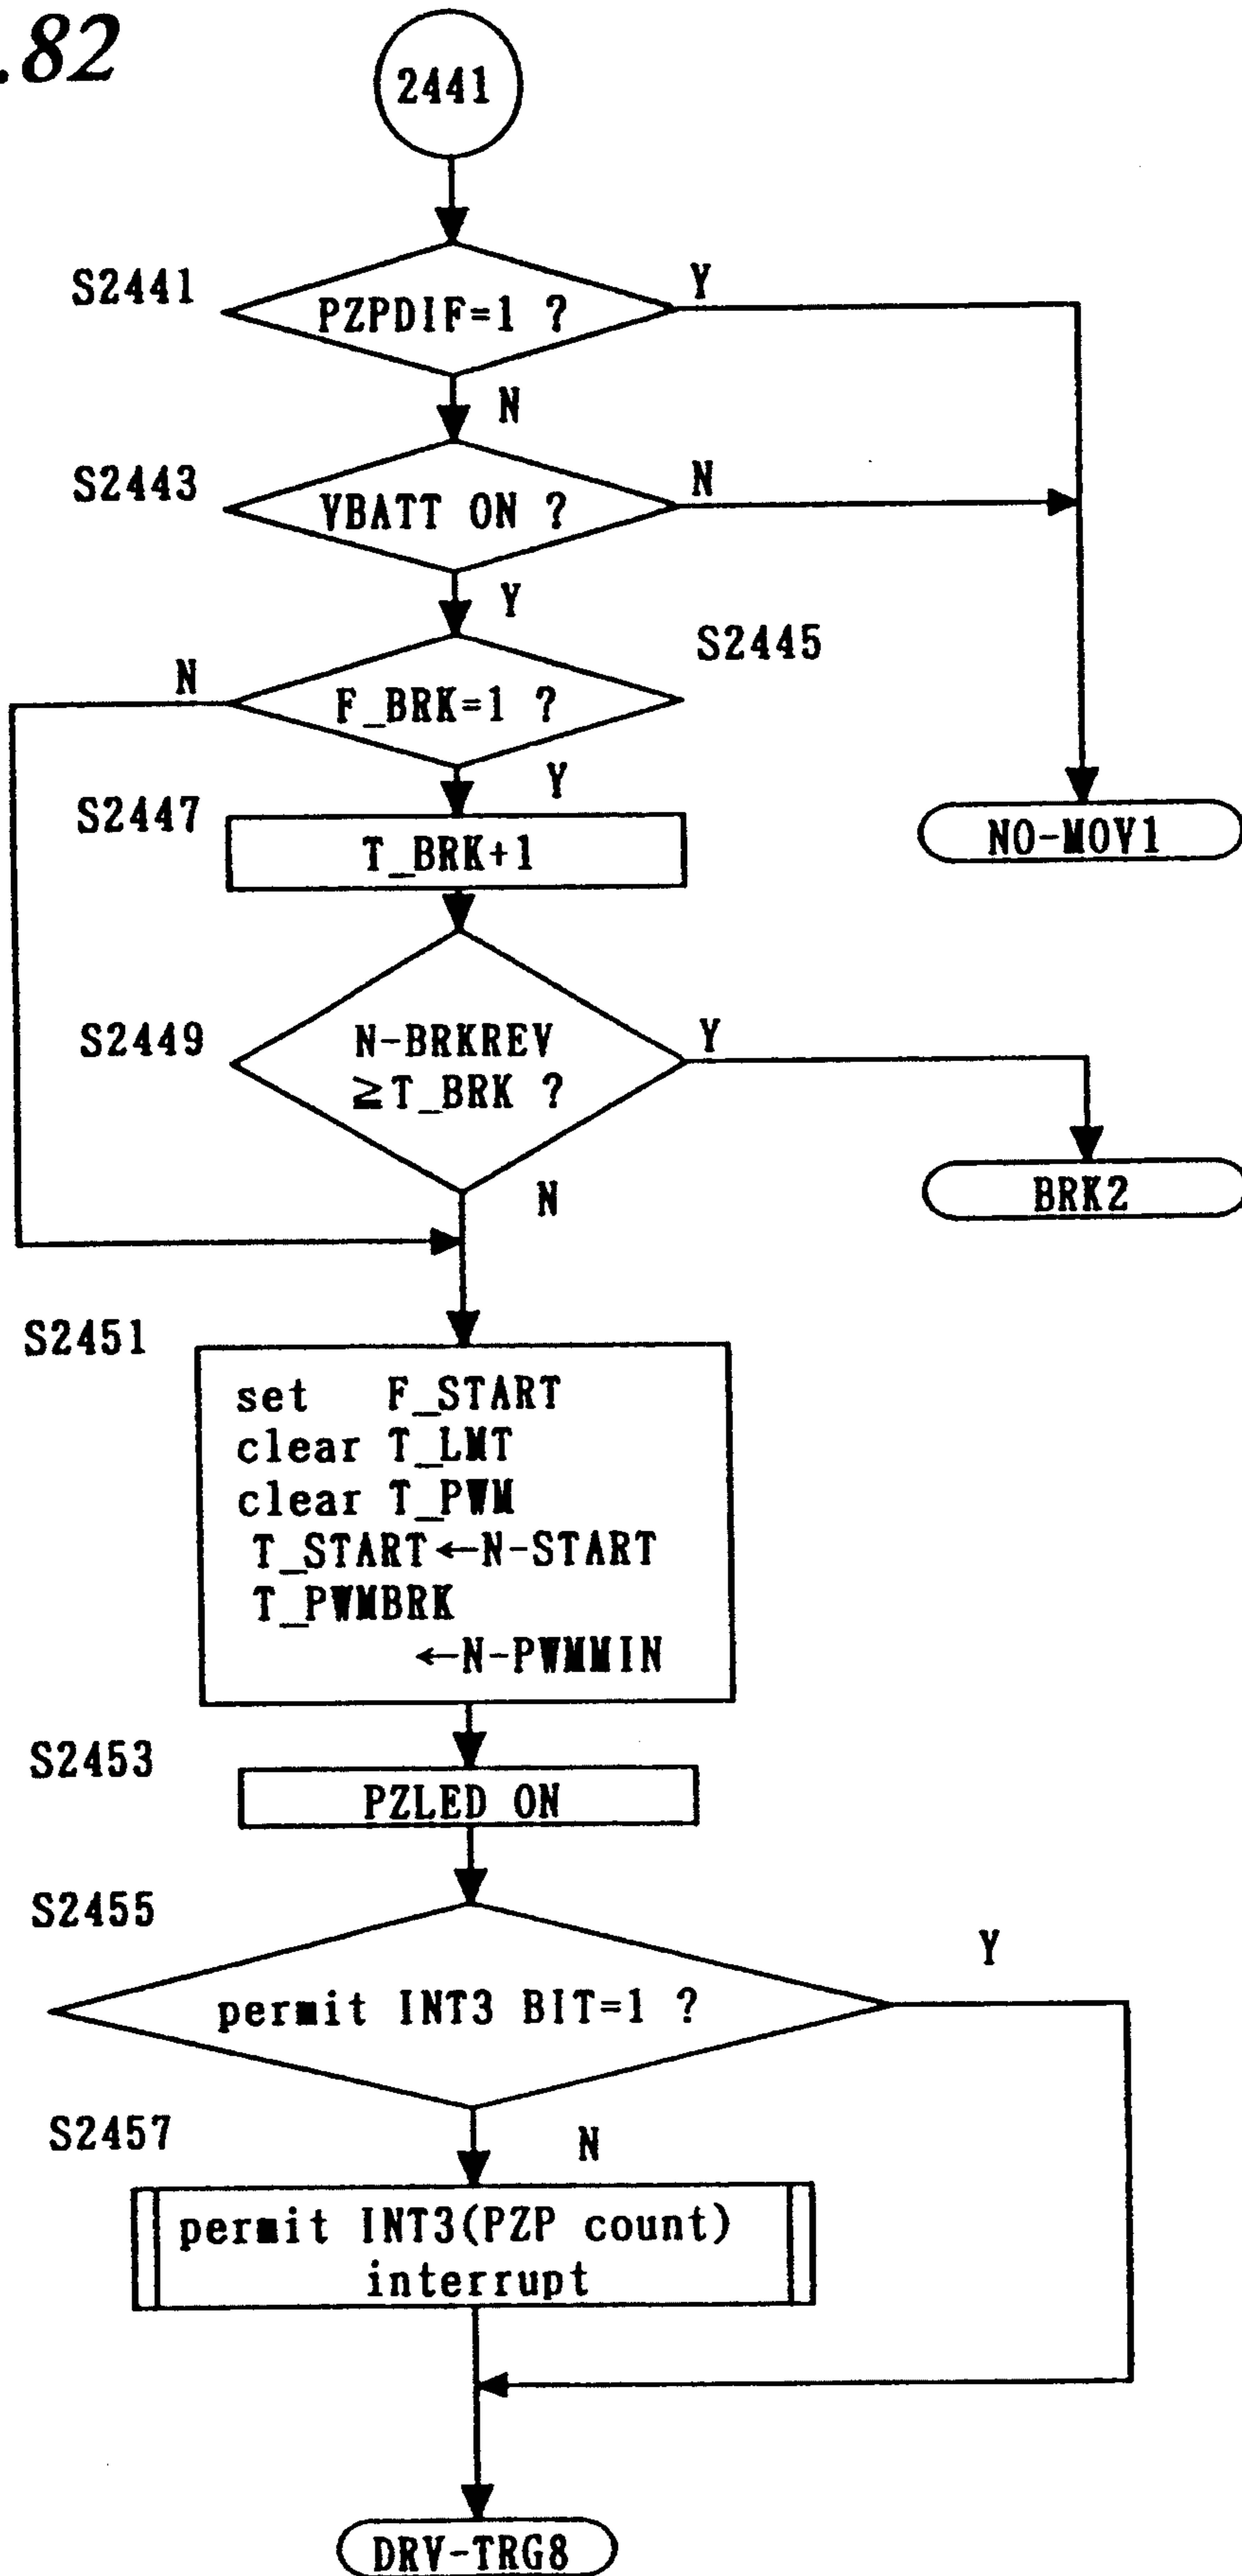 .82
2441
S2441
PZPDIF=1 ?
Y
N
S2443
VBATT ON ?
N
Y
S2445
N
F_BRK=1 ?
Y
S2447
T_BRK+1
NO-MOV1
S2449
N-BRKREV
≧T_BRK ?
Y
N
BRK2
S2451
set F_START
clear T_LMT
clear T_PWM
T_START←N-START
T_PWMBRK
←N-PWMMIN
S2453
PZLED ON
S2455
permit INT3 BIT=1 ?
Y
S2457
N
permit INT3(PZP count)
interrupt
DRV-TRG8